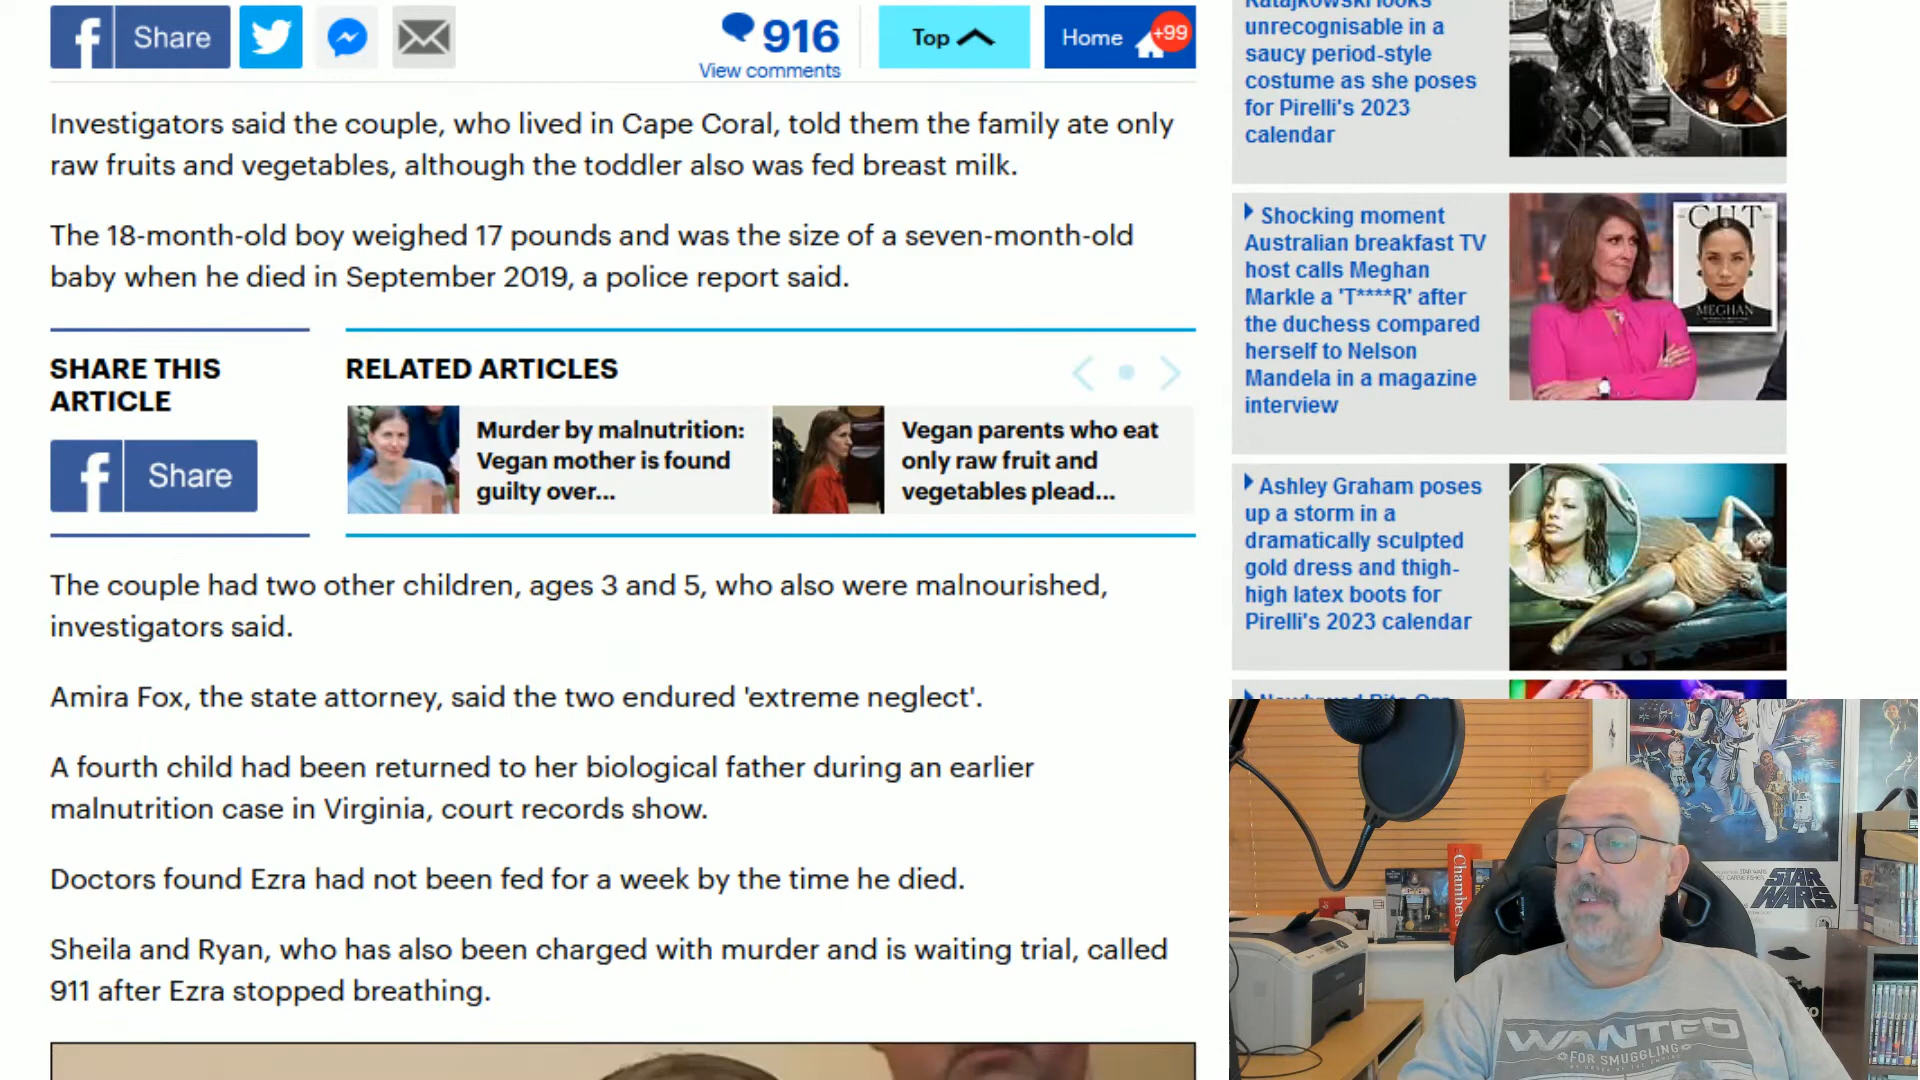 Share
916
View comments
Top
Home
+99
Investigators said the couple, who lived in Cape Coral, told them the family ate only
raw fruits and vegetables, although the toddler also was fed breast milk.
The 18-month-old boy weighed 17 pounds and was the size of a seven-month-old
baby when he died in September 2019, a police report said.
SHARE THIS
ARTICLE
Share
RELATED ARTICLES
Murder by malnutrition:
Vegan mother is found
guilty over...
Vegan parents who eat
only raw fruit and
vegetables plead...
The couple had two other children, ages 3 and 5, who also were malnourished,
investigators said.
Amira Fox, the state attorney, said the two endured 'extreme neglect'.
A fourth child had been returned to her biological father during an earlier
malnutrition case in Virginia, court records show.
Doctors found Ezra had not been fed for a week by the time he died.
Sheila and Ryan, who has also been charged with murder and is waiting trial, called
911 after Ezra stopped breathing.
Ratajkowski looks
unrecognisable in a
saucy period-style
costume as she poses
for Pirelli's 2023
calendar
Shocking moment
Australian breakfast TV
host calls Meghan
Markle a 'T****R' after
the duchess compared
herself to Nelson
Mandela in a magazine
interview
CUT
MEGHAN
Ashley Graham poses
up a storm in a
dramatically sculpted
gold dress and thigh-
high latex boots for
Pirelli's 2023 calendar
Chambers
STAR
WARS
WANTED
FOR SMUGGLING